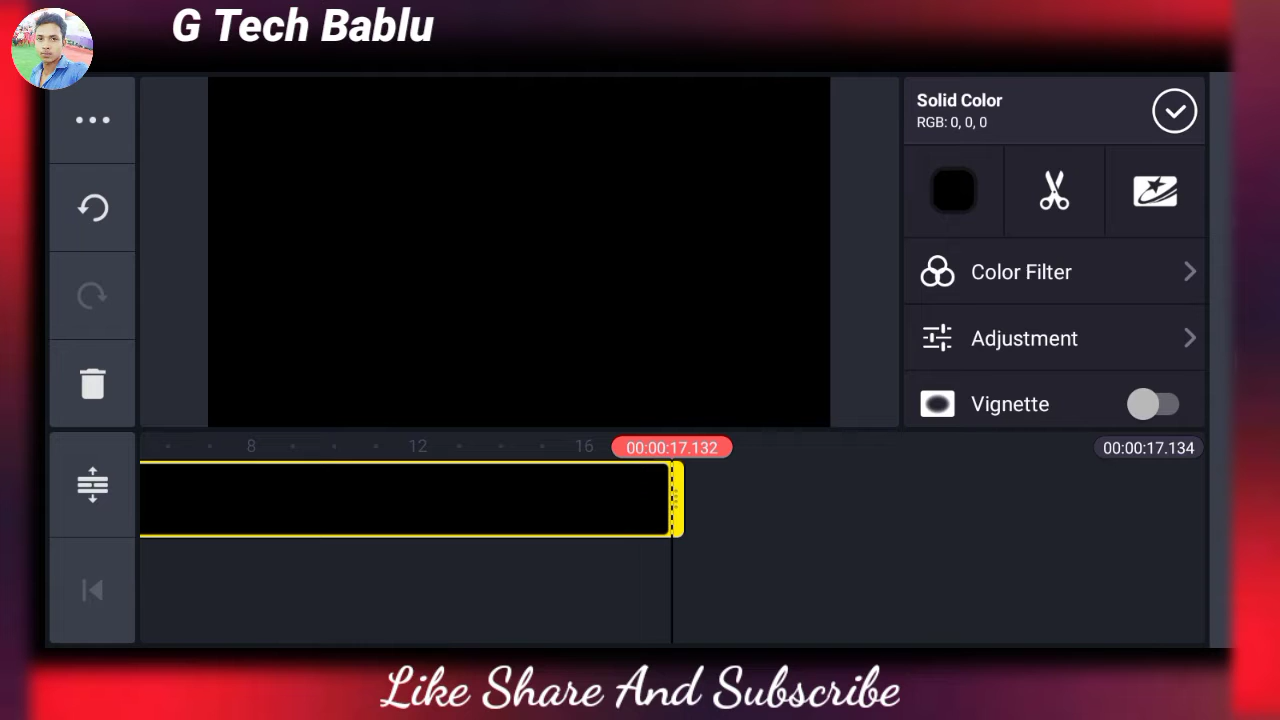 G Tech Bablu
Solid Color
RGB: 0, 0, 0
Color Filter
Adjustment
Vignette
8 12 16 00:00:17.132 00:00:17.134
Like Share And Subscribe